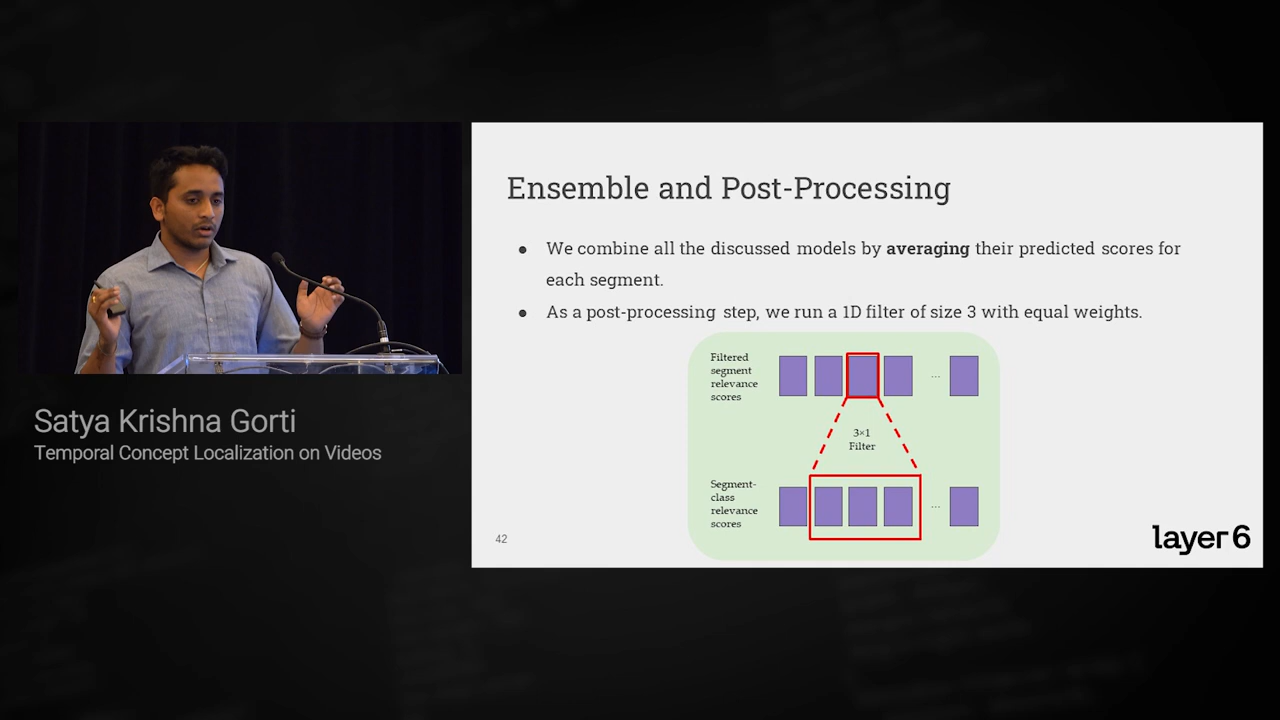 Ensemble and Post-Processing
● We combine all the discussed models by averaging their predicted scores for
each segment.
● As a post-processing step, we run a 1D filter of size 3 with equal weights.
Filtered
segment
relevance
scores
...
3×1
Filter
Segment-
class
relevance
scores
...
42
layer 6
Satya Krishna Gorti
Temporal Concept Localization on Videos